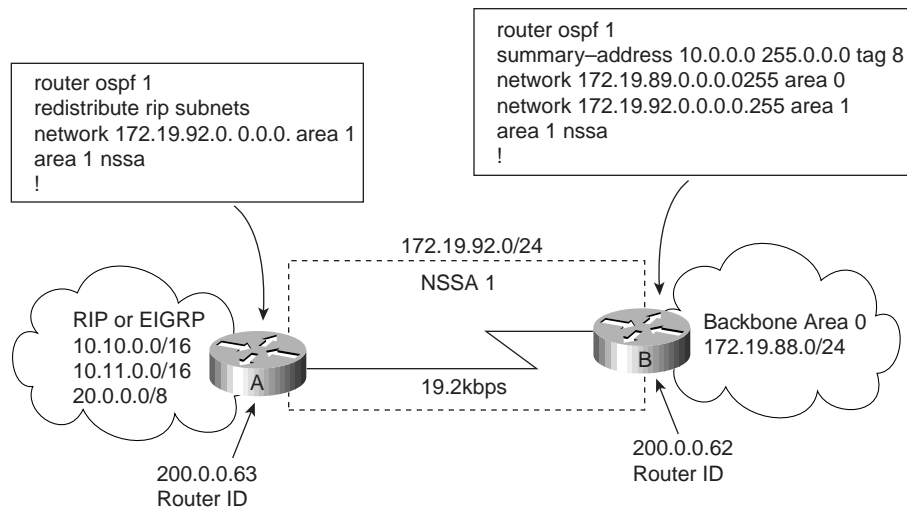 router ospf 1
redistribute rip subnets
network 172.19.92.0. 0.0.0. area 1
area 1 nssa
!
router ospf 1
summary–address 10.0.0.0 255.0.0.0 tag 8
network 172.19.89.0.0.0.0255 area 0
network 172.19.92.0.0.0.0.255 area 1
area 1 nssa
!
172.19.92.0/24
NSSA 1
RIP or EIGRP
10.10.0.0/16
10.11.0.0/16
20.0.0.0/8
A
19.2kbps
B
Backbone Area 0
172.19.88.0/24
200.0.0.63
Router ID
200.0.0.62
Router ID